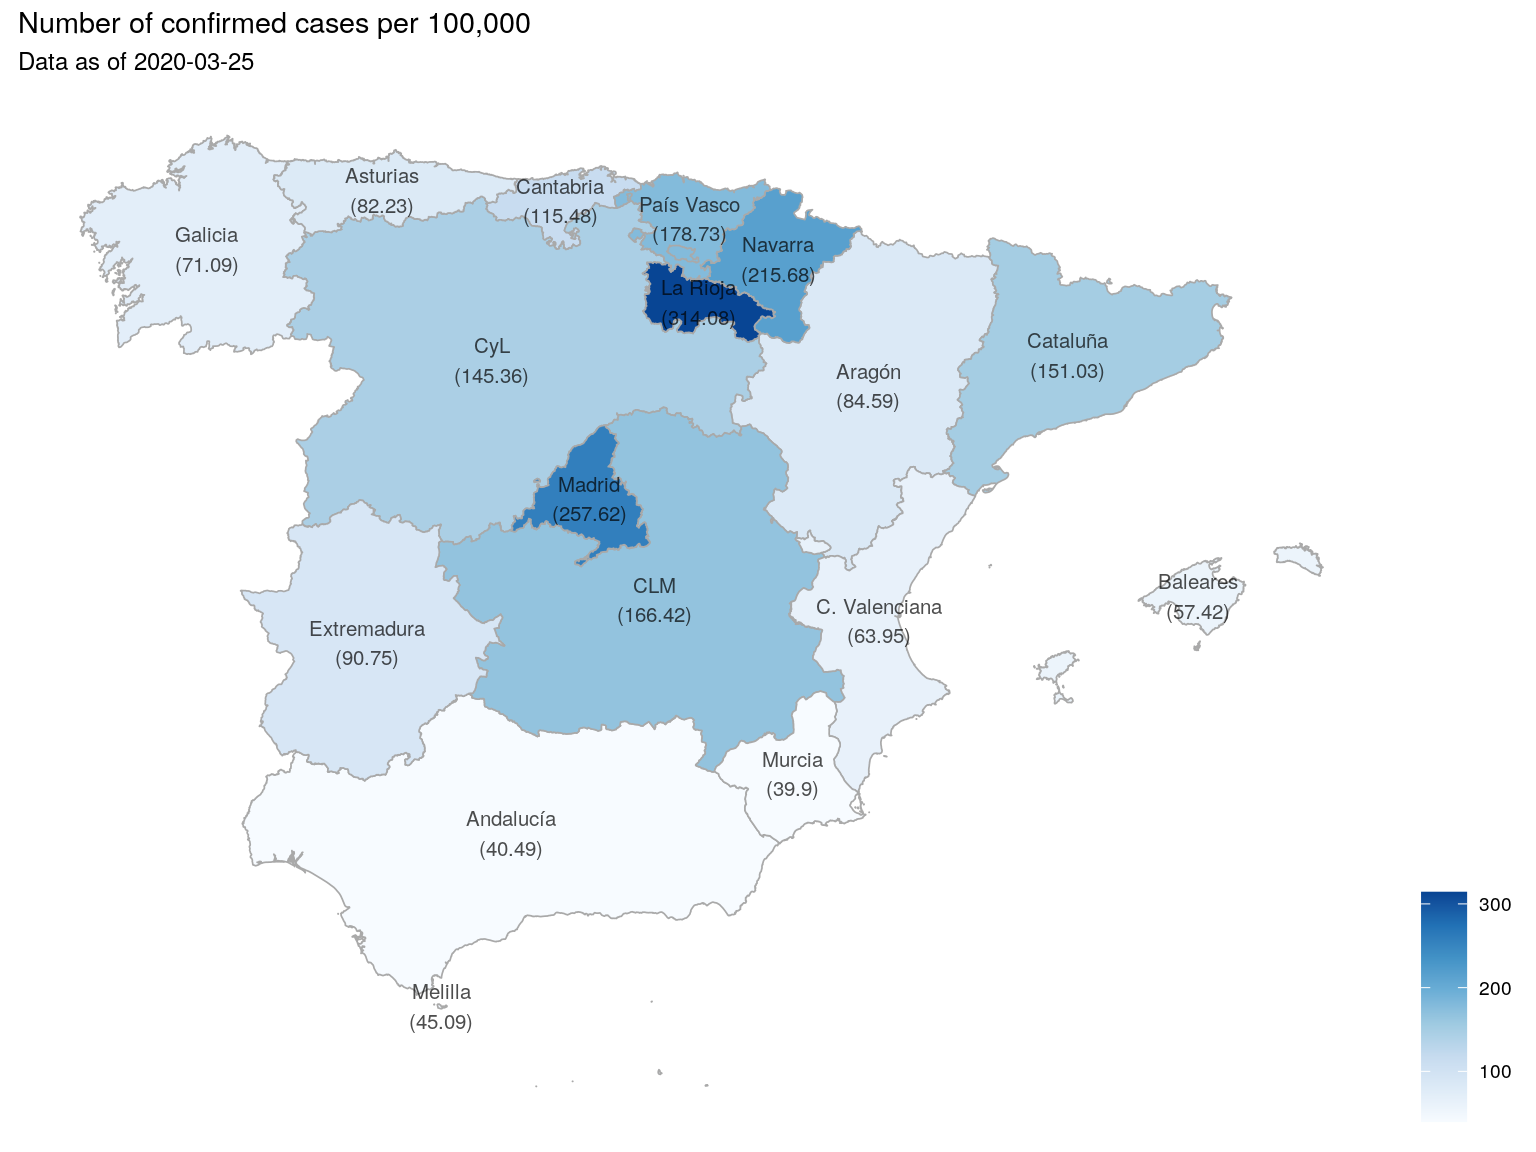 Number of confirmed cases per 100,000
Data as of 2020-03-25
Asturias
(82.23)
Cantabria
(115.48)
País Vasco
(178.73)
Galicia
(71.09)
Navarra
(215.68)
La Rioja
(314.08)
CyL
(145.36)
Cataluña
(151.03)
Aragón
(84.59)
Madrid
(257.62)
CLM
(166.42)
Baleares
(57.42)
C. Valenciana
(63.95)
Extremadura
(90.75)
Murcia
(39.9)
Andalucía
(40.49)
Melilla
(45.09)
300
200
100